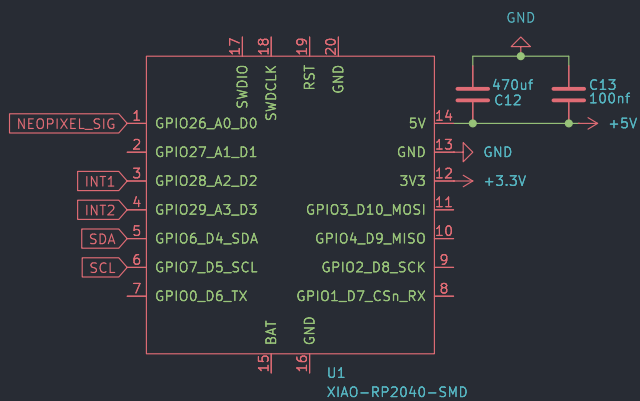 GND
17
18
19
20
SWDIO
SWDCLK
RST
GND
470uf
C12
C13
100nf
NEOPIXEL_SIG
1
GPIO26_A0_D0
5V
14
+5V
2
GPIO27_A1_D1
GND
13
GND
INT1
3
GPIO28_A2_D2
3V3
12
+3.3V
INT2
4
GPIO29_A3_D3
GPIO3_D10_MOSI
11
SDA
5
GPIO6_D4_SDA
GPIO4_D9_MISO
10
SCL
6
GPIO7_D5_SCL
GPIO2_D8_SCK
9
7
GPIO0_D6_TX
GPIO1_D7_CSn_RX
8
BAT
GND
15
16
U1
XIAO-RP2040-SMD